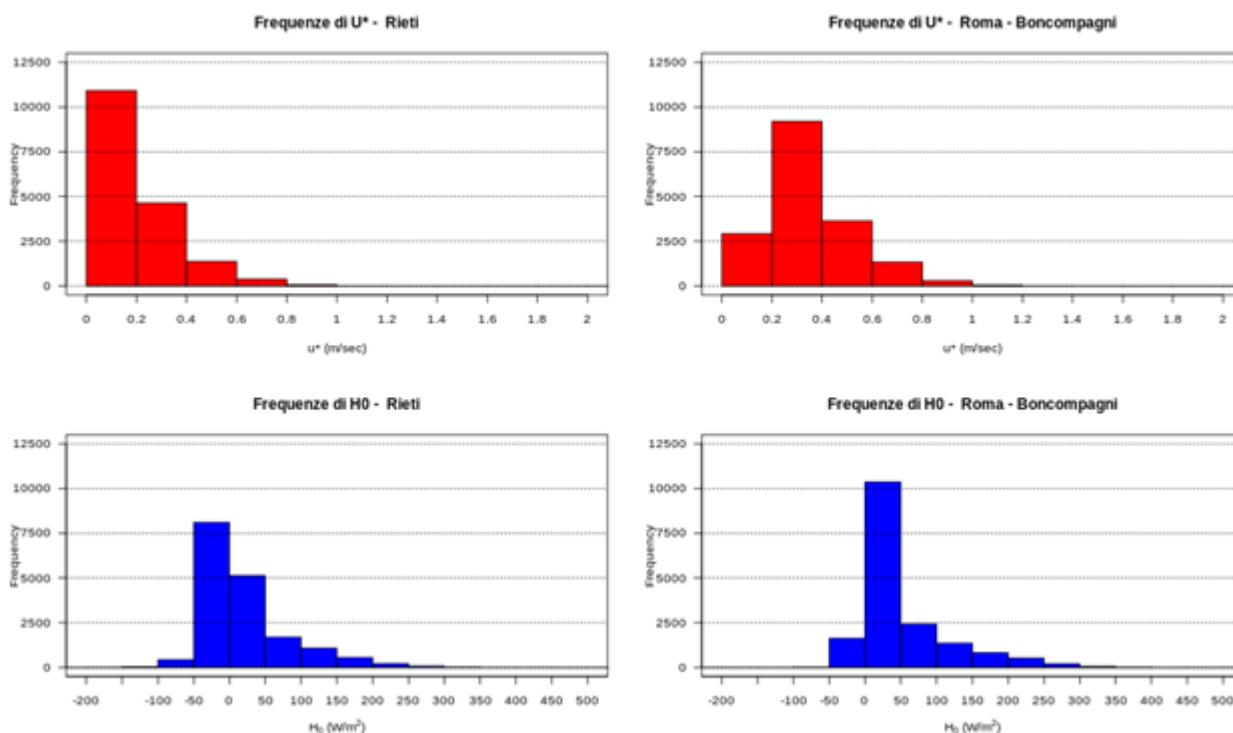 Frequenze di U* - Rieti
12500
10000
7500
5000
2500
0
Frequency
0 0.2 0.4 0.6 0.8 1 1.2 1.4 1.6 1.8 2
u* (m/sec)
Frequenze di U* - Roma - Boncompagni
12500
10000
7500
5000
2500
0
Frequency
0 0.2 0.4 0.6 0.8 1 1.2 1.4 1.6 1.8 2
u* (m/sec)
Frequenze di H0 - Rieti
12500
10000
7500
5000
2500
0
Frequency
-200 -100 -50 0 50 100 150 200 250 300 350 400 450 500
H₀ (W/m²)
Frequenze di H0 - Roma - Boncompagni
12500
10000
7500
5000
2500
0
Frequency
-200 -100 -50 0 50 100 150 200 250 300 350 400 450 500
H₀ (W/m²)